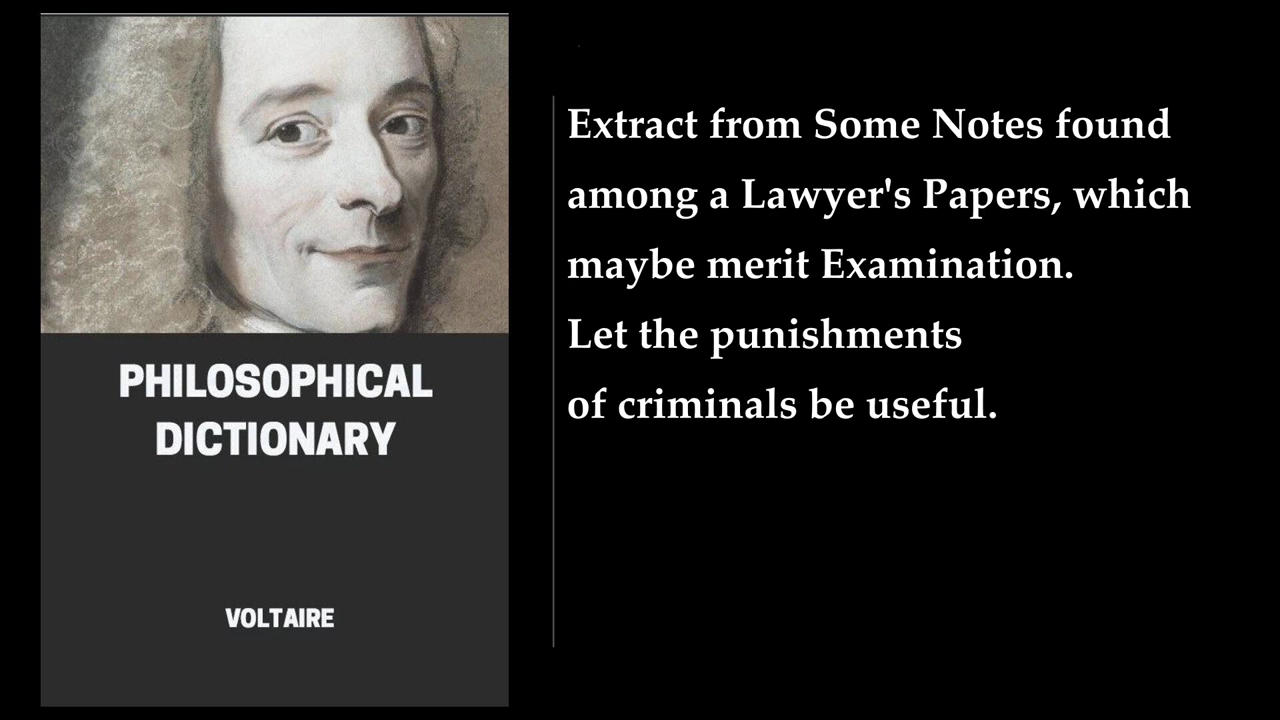 PHILOSOPHICAL
DICTIONARY
VOLTAIRE
Extract from Some Notes found
among a Lawyer's Papers, which
maybe merit Examination.
Let the punishments
of criminals be useful.